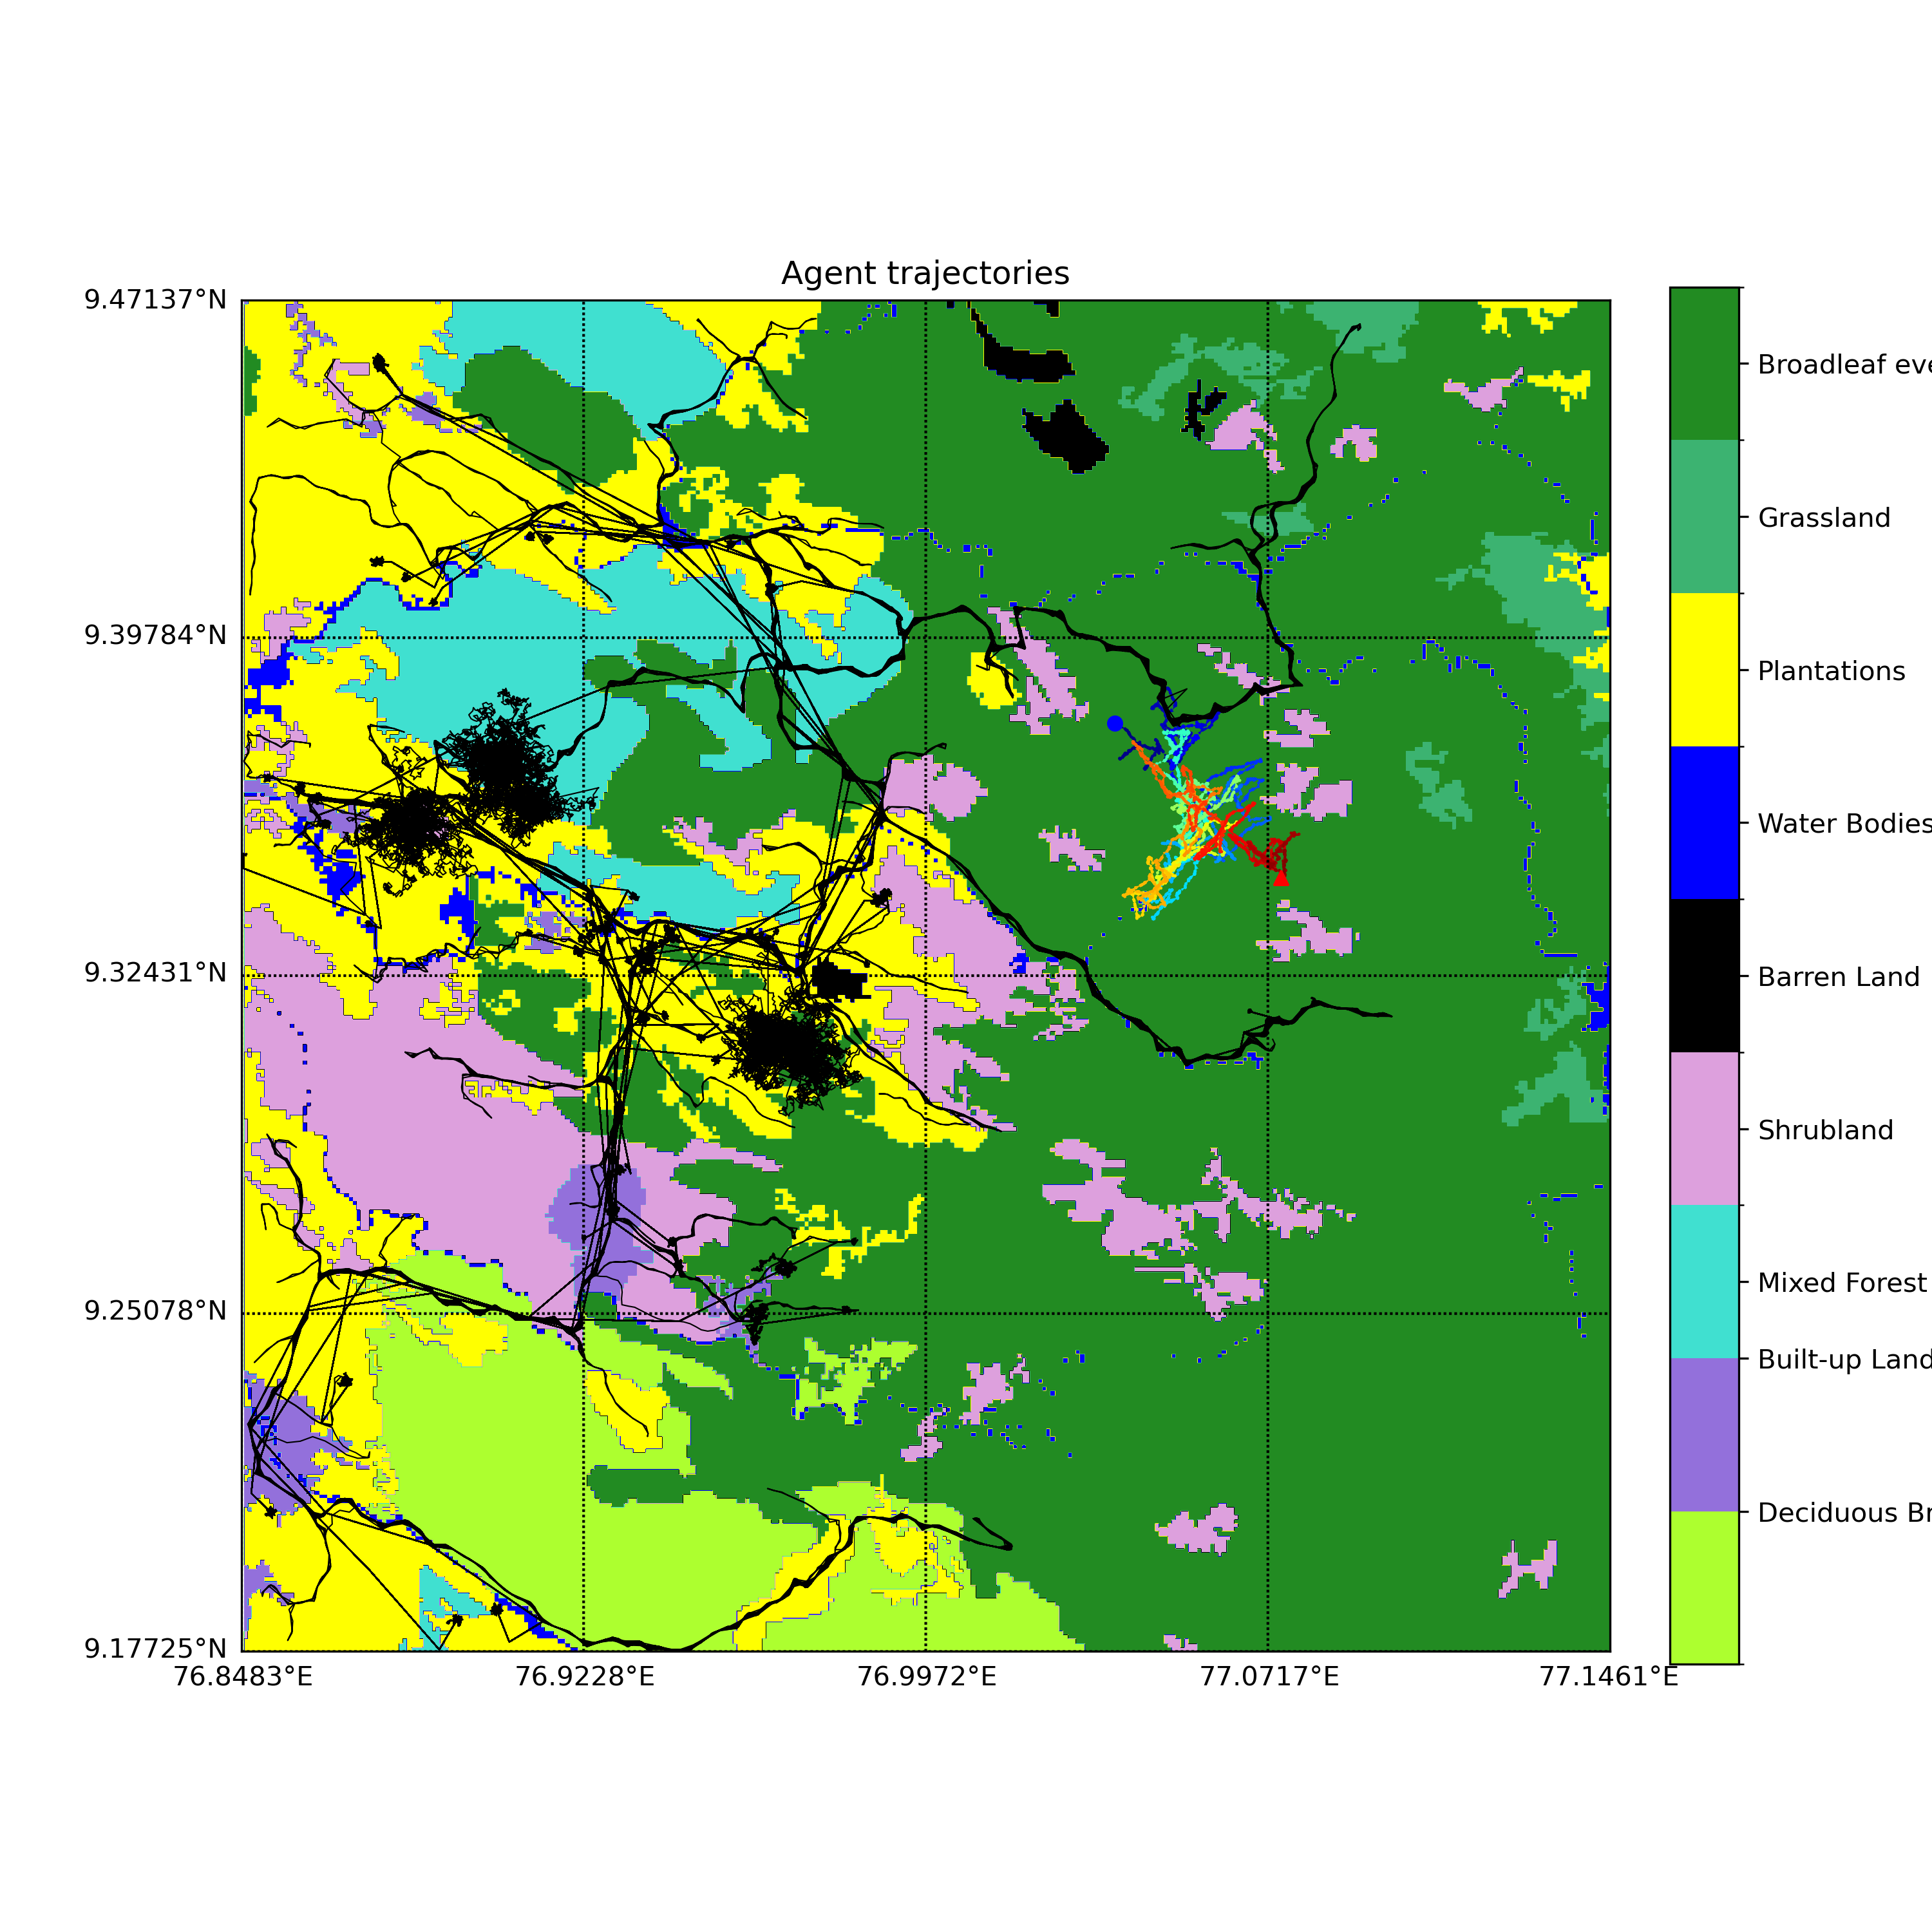 Agent trajectories
9.47137°N
9.39784°N
9.32431°N
9.25078°N
9.17725°N
76.8483°E
76.9228°E
76.9972°E
77.0717°E
77.1461°E
Broadleaf eve
Grassland
Plantations
Water Bodies
Barren Land
Shrubland
Mixed Forest
Built-up Land
Deciduous Br